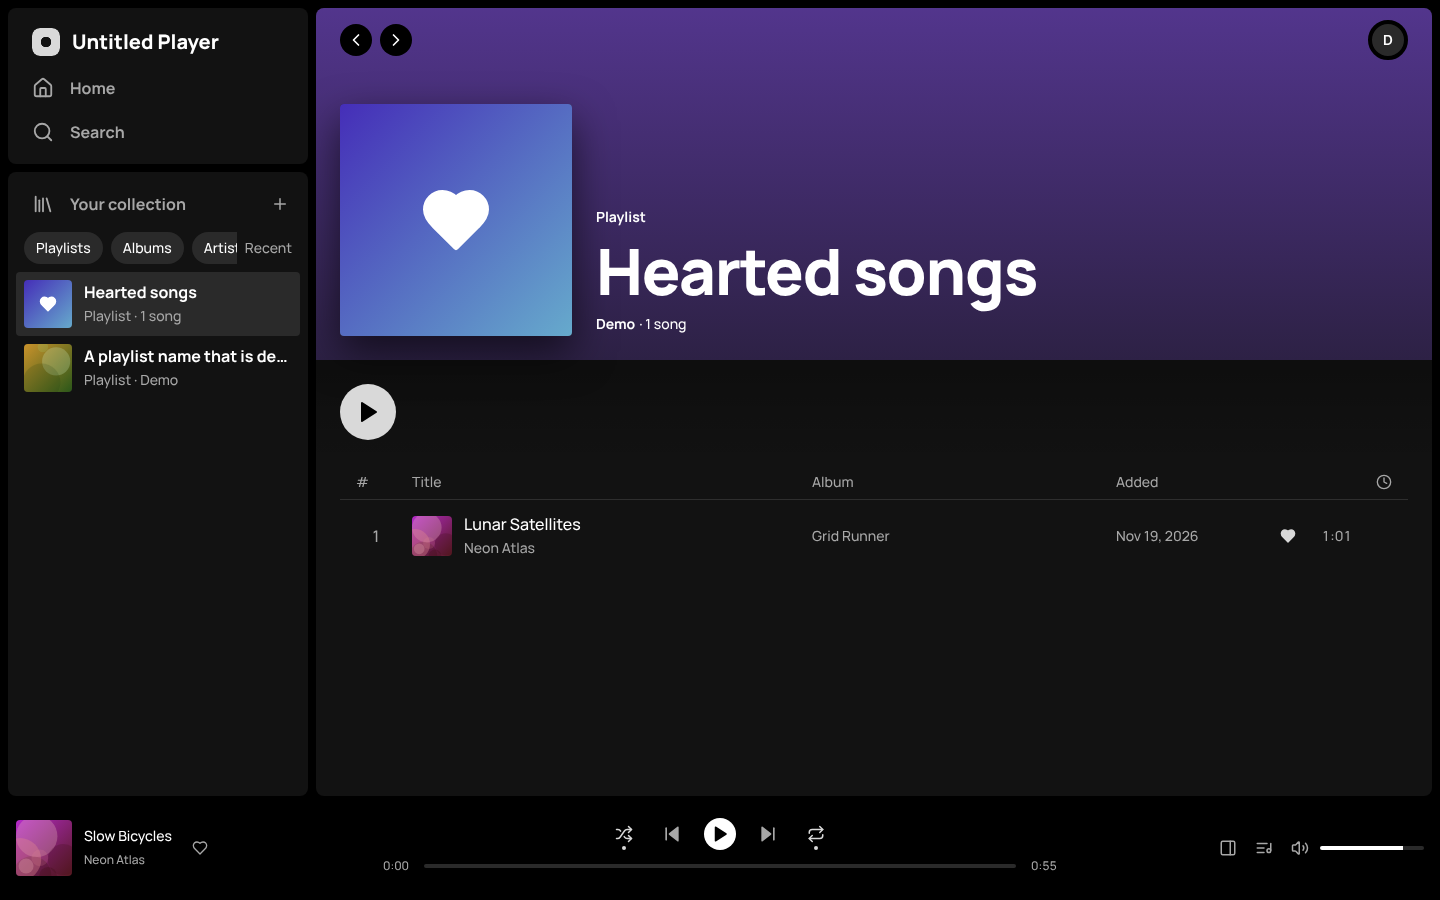 Untitled Player
Home
Search
Your collection
Playlists
Albums
Artist
Recent
Hearted songs
Playlist · 1 song
A playlist name that is de…
Playlist · Demo
D
Playlist
Hearted songs
Demo · 1 song
# Title Album Added
1 Lunar Satellites Grid Runner Nov 19, 2026 1:01
Neon Atlas
Slow Bicycles
Neon Atlas
0:00
0:55